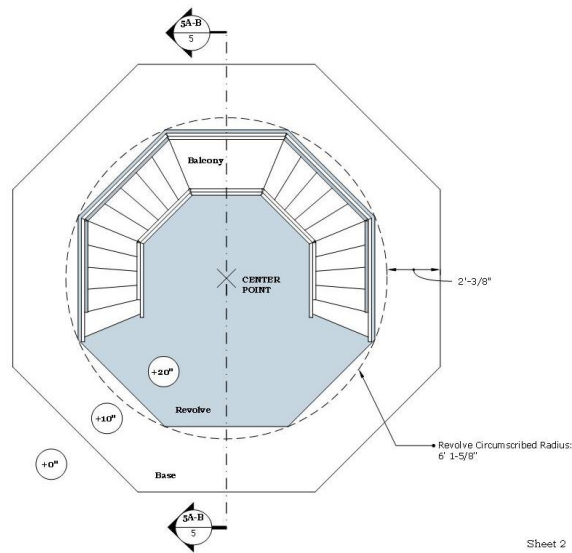 5A-B
5
Balcony
CENTER
POINT
2'-3/8"
+20"
Revolve
+10"
Revolve Circumscribed Radius:
6' 1-5/8"
+0"
Base
5A-B
5
Sheet 2